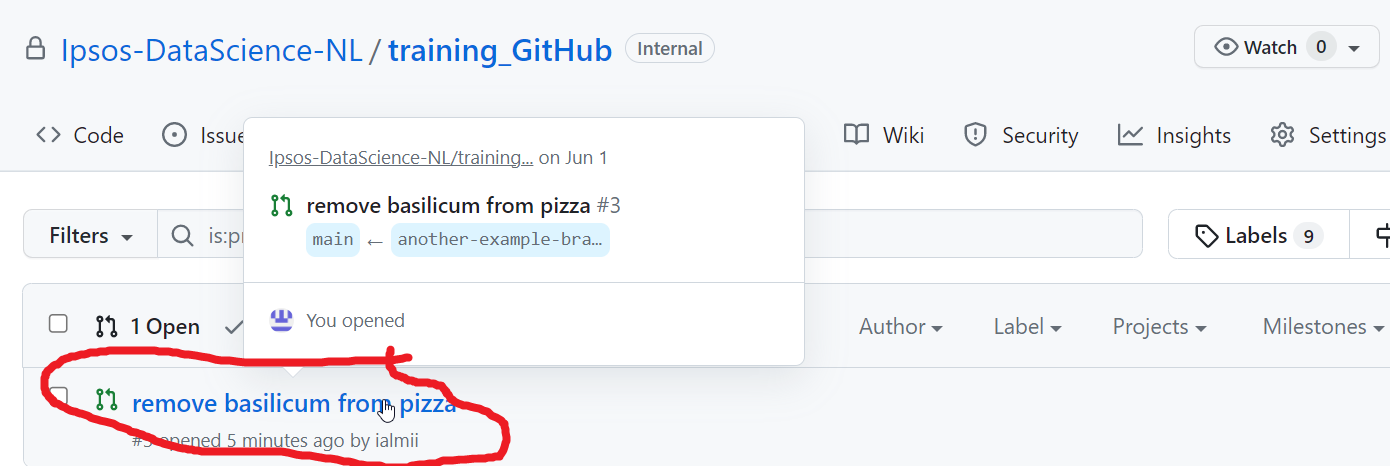 Ipsos-DataScience-NL / training_GitHub Internal Watch 0
Code Issue Wiki Security Insights Settings
Ipsos-DataScience-NL/training... on Jun 1
remove basilicum from pizza #3
main ← another-example-bra...
You opened
Filters is:pr Labels 9
1 Open Author Label Projects Milestones
remove basilicum from pizza
#3 opened 5 minutes ago by ialmii